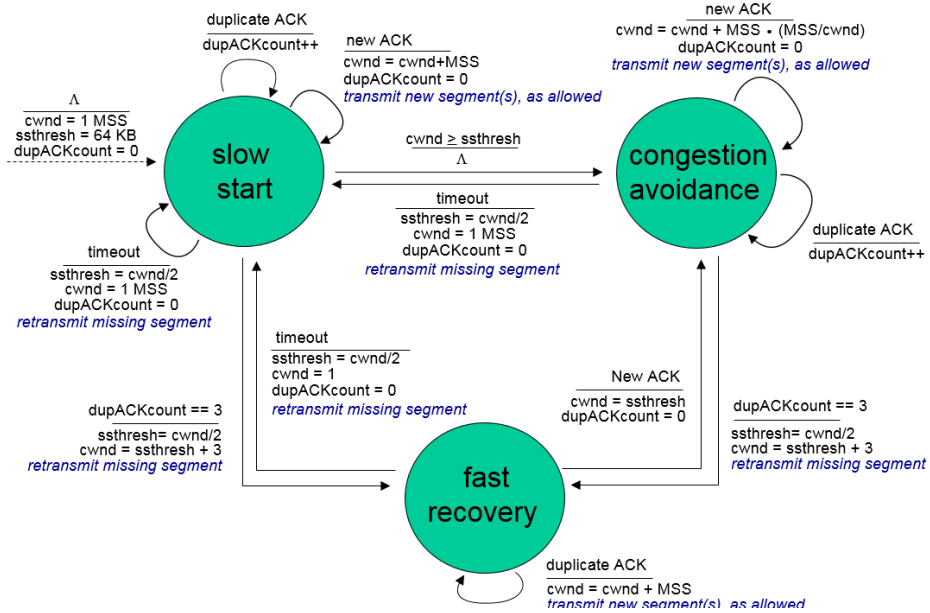 duplicate ACK
dupACKcount++
new ACK
cwnd = cwnd+MSS
dupACKcount = 0
transmit new segment(s), as allowed
new ACK
cwnd = cwnd + MSS • (MSS/cwnd)
dupACKcount = 0
transmit new segment(s), as allowed
Λ
cwnd = 1 MSS
ssthresh = 64 KB
dupACKcount = 0
slow
start
cwnd ≥ ssthresh
Λ
congestion
avoidance
timeout
ssthresh = cwnd/2
cwnd = 1 MSS
dupACKcount = 0
retransmit missing segment
duplicate ACK
dupACKcount++
timeout
ssthresh = cwnd/2
cwnd = 1 MSS
dupACKcount = 0
retransmit missing segment
timeout
ssthresh = cwnd/2
cwnd = 1
dupACKcount = 0
retransmit missing segment
New ACK
cwnd = ssthresh
dupACKcount = 0
dupACKcount == 3
ssthresh= cwnd/2
cwnd = ssthresh + 3
retransmit missing segment
dupACKcount == 3
ssthresh= cwnd/2
cwnd = ssthresh + 3
retransmit missing segment
fast
recovery
duplicate ACK
cwnd = cwnd + MSS
transmit new segment(s), as allowed